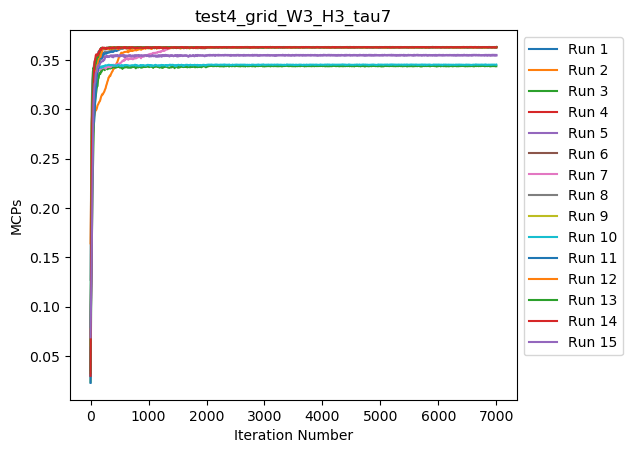 test4_grid_W3_H3_tau7
MCPs
0.35
0.30
0.25
0.20
0.15
0.10
0.05
0
1000
2000
3000
4000
5000
6000
7000
Iteration Number
Run 1
Run 2
Run 3
Run 4
Run 5
Run 6
Run 7
Run 8
Run 9
Run 10
Run 11
Run 12
Run 13
Run 14
Run 15